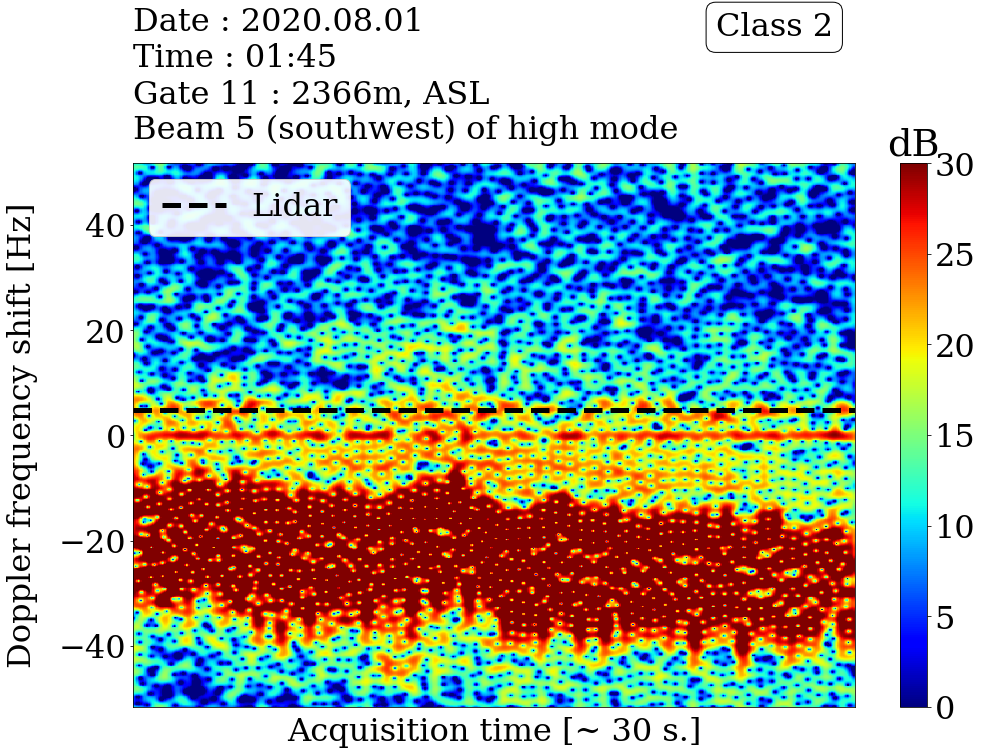 Date : 2020.08.01
Time : 01:45
Gate 11 : 2366m, ASL
Beam 5 (southwest) of high mode
Class 2
dB
Lidar
Doppler frequency shift [Hz]
40
20
0
−20
−40
30
25
20
15
10
5
0
Acquisition time [~ 30 s.]